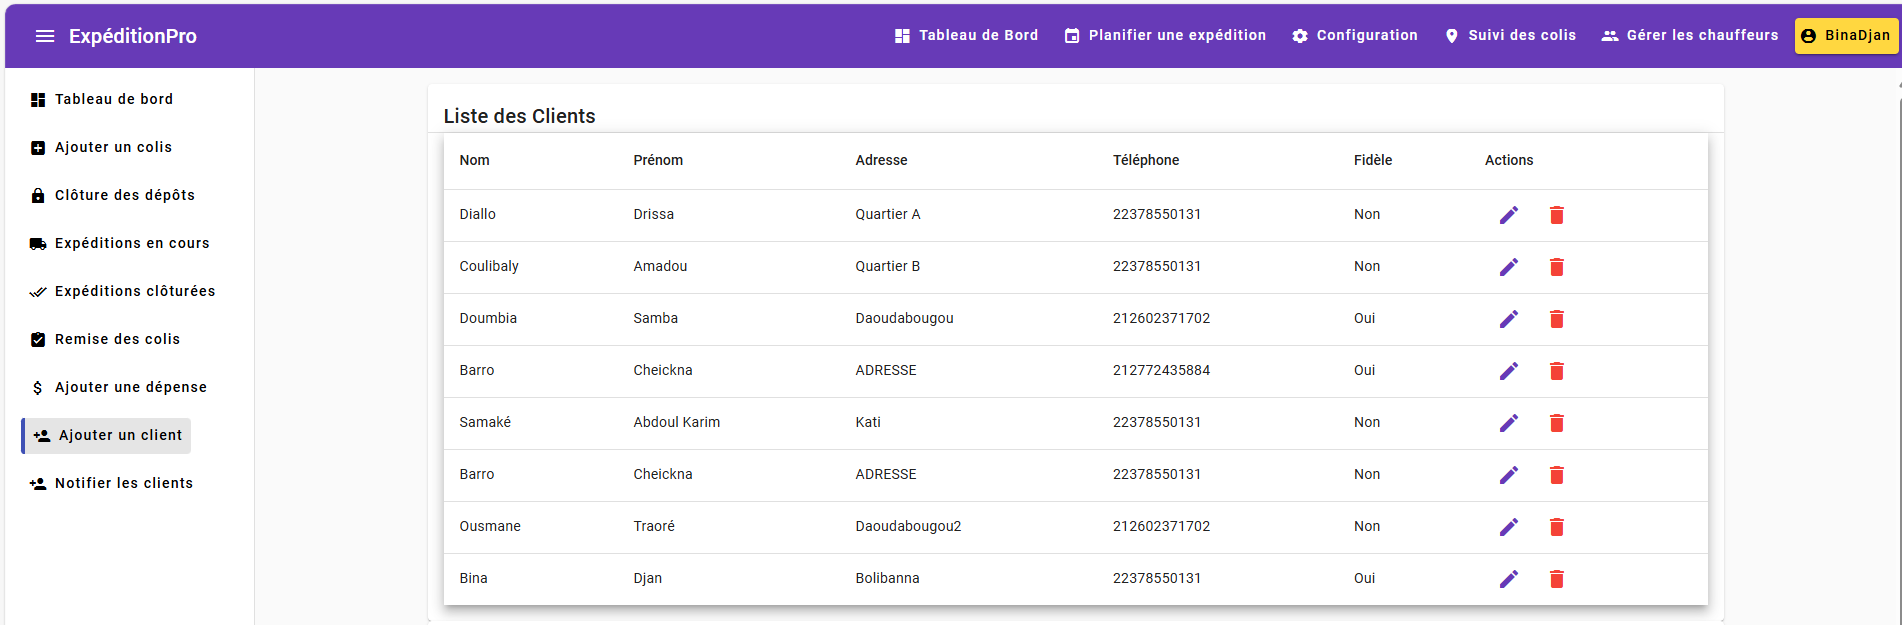 ExpéditionPro Tableau de Bord Planifier une expédition Configuration Suivi des colis Gérer les chauffeurs BinaDjan
Tableau de bord
Ajouter un colis
Clôture des dépôts
Expéditions en cours
Expéditions clôturées
Remise des colis
Ajouter une dépense
Ajouter un client
Notifier les clients
Liste des Clients
Nom Prénom Adresse Téléphone Fidèle Actions
Diallo Drissa Quartier A 22378550131 Non
Coulibaly Amadou Quartier B 22378550131 Non
Doumbia Samba Daoudabougou 212602371702 Oui
Barro Cheickna ADRESSE 212772435884 Oui
Samaké Abdoul Karim Kati 22378550131 Non
Barro Cheickna ADRESSE 22378550131 Non
Ousmane Traoré Daoudabougou2 212602371702 Non
Bina Djan Bolibanna 22378550131 Oui